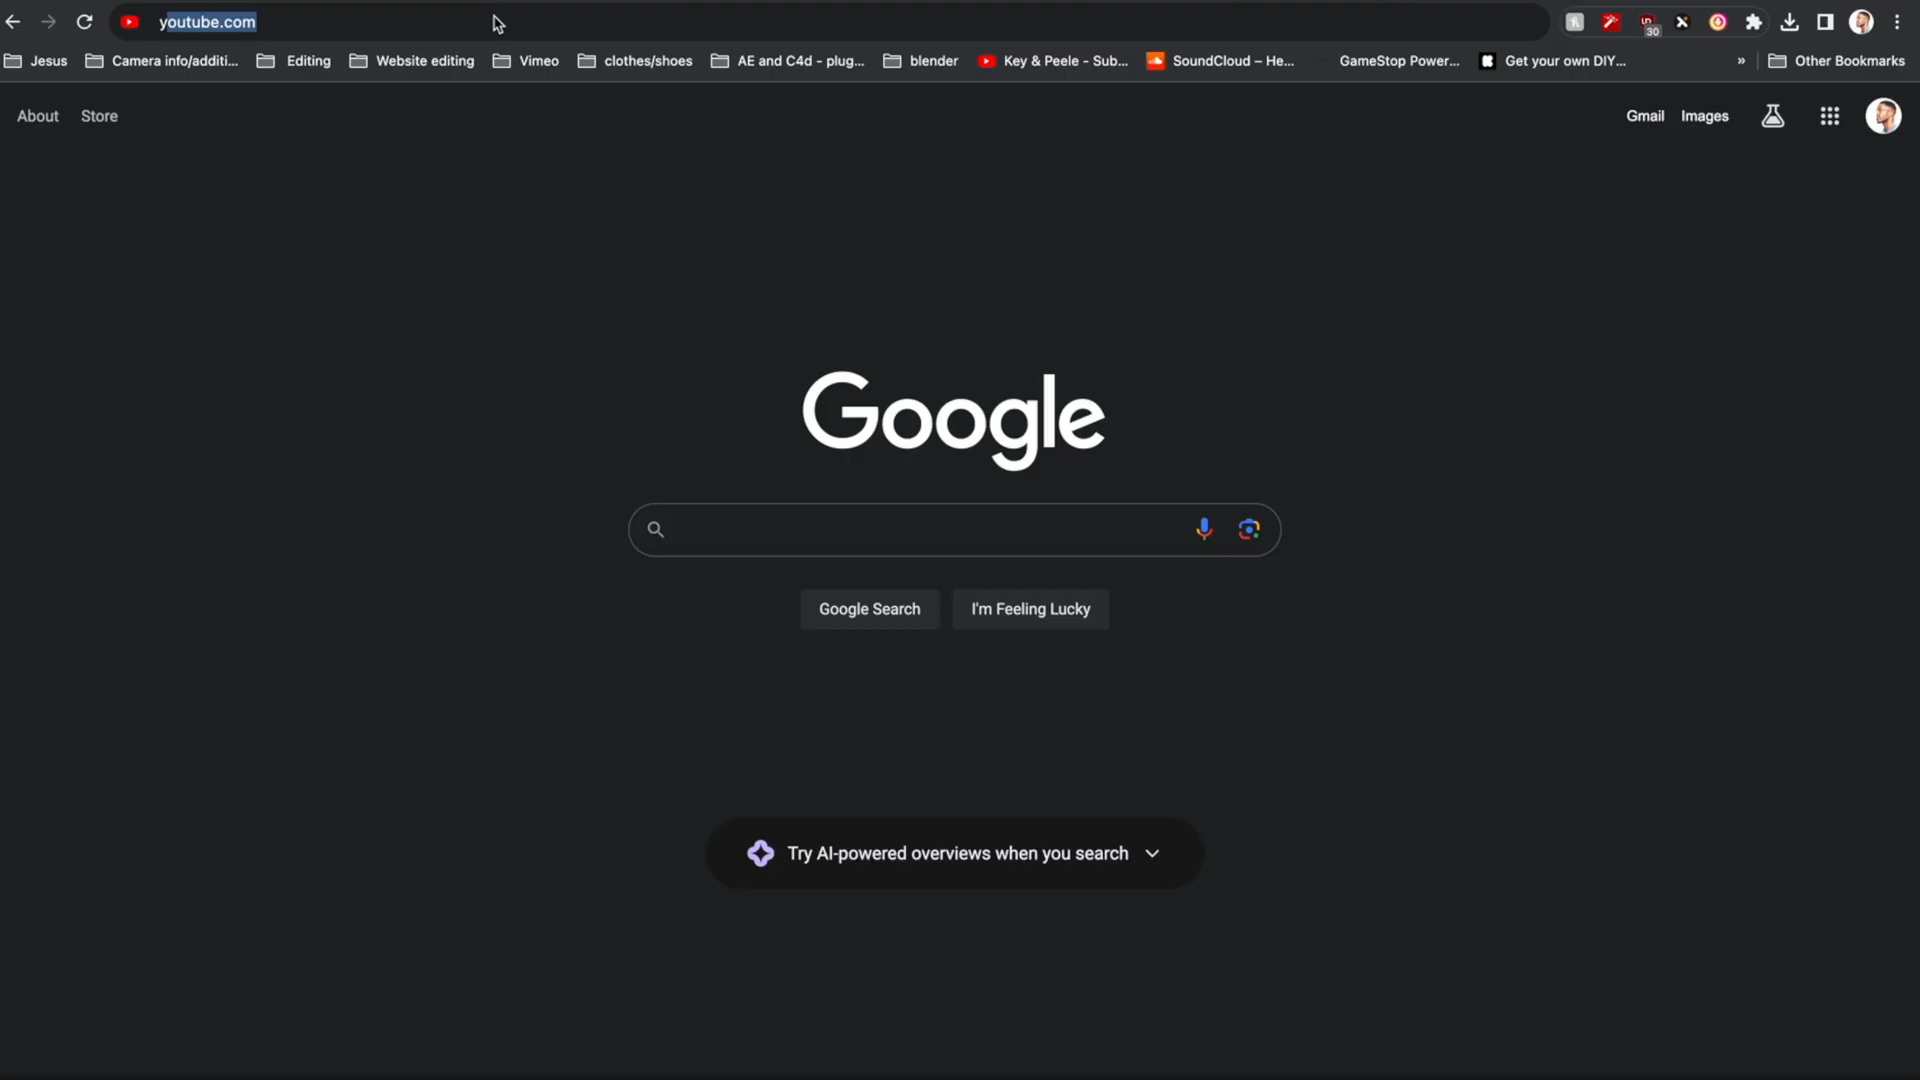 youtube.com
30
Jesus
Camera info/additi...
Editing
Website editing
Vimeo
clothes/shoes
AE and C4d - plug...
blender
Key & Peele - Sub...
SoundCloud – He...
GameStop Power...
Get your own DIY...
»
Other Bookmarks
About
Store
Gmail
Images
Google
Google Search
I'm Feeling Lucky
Try AI-powered overviews when you search